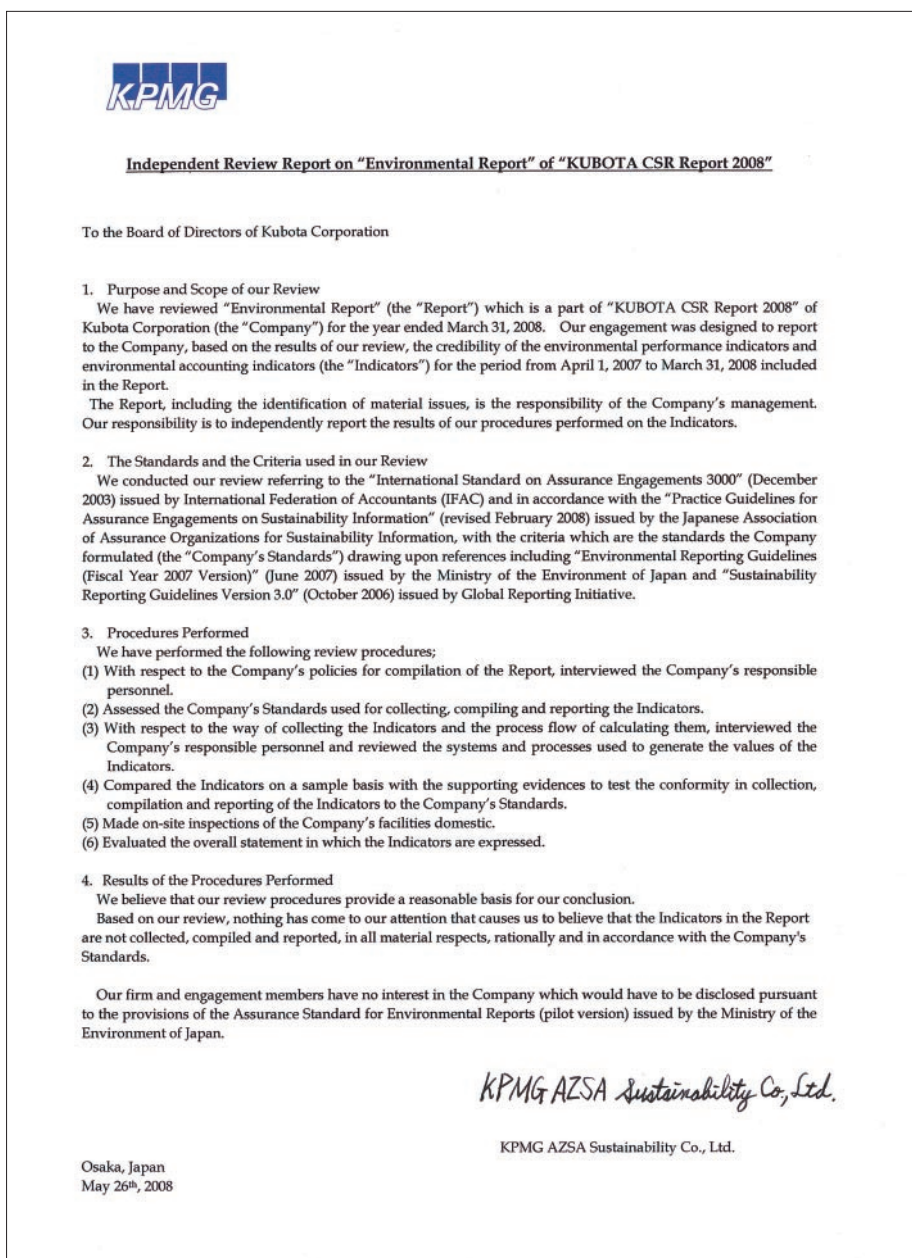 KPMG
Independent Review Report on "Environmental Report" of "KUBOTA CSR Report 2008"
To the Board of Directors of Kubota Corporation
1. Purpose and Scope of our Review
We have reviewed "Environmental Report" (the "Report") which is a part of "KUBOTA CSR Report 2008" of
Kubota Corporation (the "Company") for the year ended March 31, 2008. Our engagement was designed to report
to the Company, based on the results of our review, the credibility of the environmental performance indicators and
environmental accounting indicators (the "Indicators") for the period from April 1, 2007 to March 31, 2008 included
in the Report.
The Report, including the identification of material issues, is the responsibility of the Company's management.
Our responsibility is to independently report the results of our procedures performed on the Indicators.
2. The Standards and the Criteria used in our Review
We conducted our review referring to the "International Standard on Assurance Engagements 3000" (December
2003) issued by International Federation of Accountants (IFAC) and in accordance with the "Practice Guidelines for
Assurance Engagements on Sustainability Information" (revised February 2008) issued by the Japanese Association
of Assurance Organizations for Sustainability Information, with the criteria which are the standards the Company
formulated (the "Company's Standards") drawing upon references including "Environmental Reporting Guidelines
(Fiscal Year 2007 Version)" (June 2007) issued by the Ministry of the Environment of Japan and "Sustainability
Reporting Guidelines Version 3.0" (October 2006) issued by Global Reporting Initiative.
3. Procedures Performed
We have performed the following review procedures;
(1) With respect to the Company's policies for compilation of the Report, interviewed the Company's responsible
personnel.
(2) Assessed the Company's Standards used for collecting, compiling and reporting the Indicators.
(3) With respect to the way of collecting the Indicators and the process flow of calculating them, interviewed the
Company's responsible personnel and reviewed the systems and processes used to generate the values of the
Indicators.
(4) Compared the Indicators on a sample basis with the supporting evidences to test the conformity in collection,
compilation and reporting of the Indicators to the Company's Standards.
(5) Made on-site inspections of the Company's facilities domestic.
(6) Evaluated the overall statement in which the Indicators are expressed.
4. Results of the Procedures Performed
We believe that our review procedures provide a reasonable basis for our conclusion.
Based on our review, nothing has come to our attention that causes us to believe that the Indicators in the Report
are not collected, compiled and reported, in all material respects, rationally and in accordance with the Company's
Standards.
Our firm and engagement members have no interest in the Company which would have to be disclosed pursuant
to the provisions of the Assurance Standard for Environmental Reports (pilot version) issued by the Ministry of the
Environment of Japan.
KPMG AZSA Sustainability Co., Ltd.
KPMG AZSA Sustainability Co., Ltd.
Osaka, Japan
May 26th, 2008